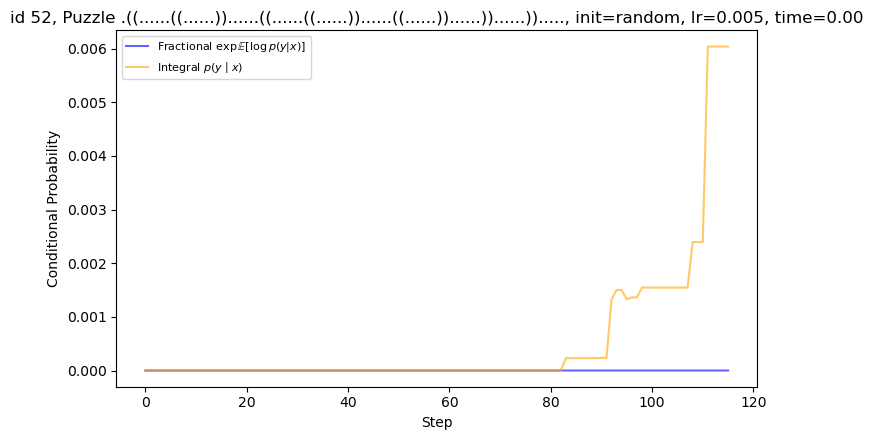 id 52, Puzzle .((......((......))......((......((......))......((......))......))......))....., init=random, lr=0.005, time=0.00
Fractional exp𝔼[log p(y|x)]
Integral p(y | x)
Conditional Probability
0.006
0.005
0.004
0.003
0.002
0.001
0.000
0 20 40 60 80 100 120
Step